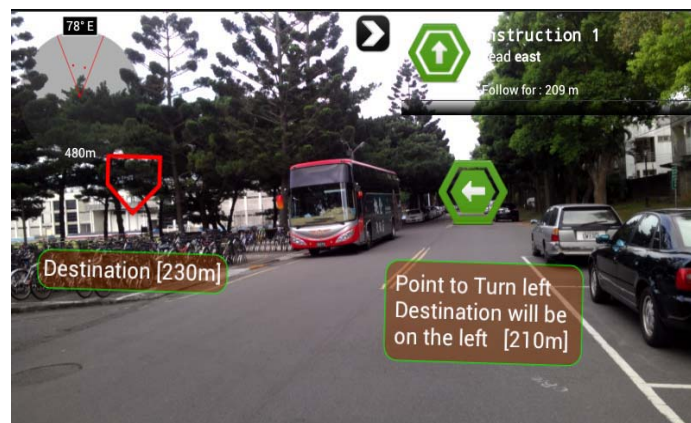 78° E
nstruction 1
ead east
Follow for : 209 m
480m
Destination [230m]
Point to Turn left
Destination will be
on the left [210m]